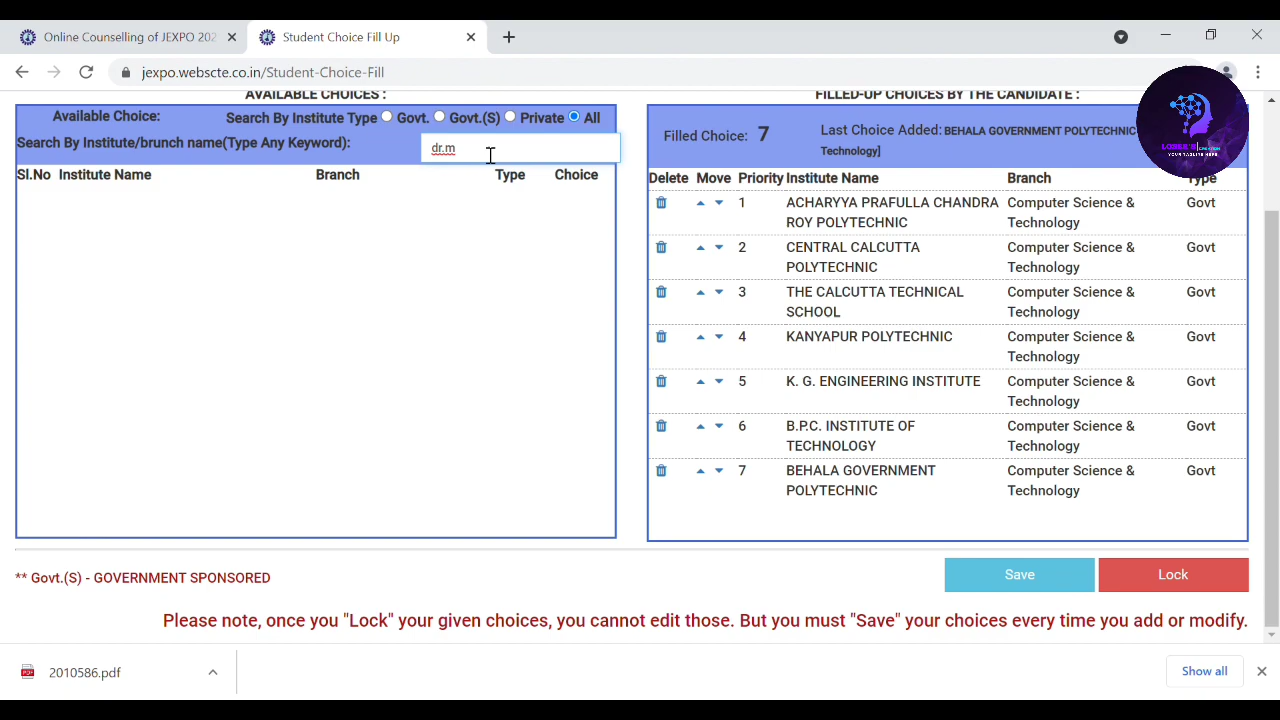 Online Counselling of JEXPO 202
Student Choice Fill Up
jexpo.webscte.co.in/Student-Choice-Fill
AVAILABLE CHOICES :
FILLED-UP CHOICES BY THE CANDIDATE :
Available Choice: Search By Institute Type Govt. Govt.(S) Private All
Search By Institute/brunch name(Type Any Keyword): dr.m
Sl.No Institute Name Branch Type Choice
Filled Choice: 7 Last Choice Added: BEHALA GOVERNMENT POLYTECHNIC
Technology]
YOUR TAGLINE HERE
Delete Move Priority Institute Name Branch Type
1 ACHARYYA PRAFULLA CHANDRA Computer Science & Govt
ROY POLYTECHNIC Technology
2 CENTRAL CALCUTTA Computer Science & Govt
POLYTECHNIC Technology
3 THE CALCUTTA TECHNICAL Computer Science & Govt
SCHOOL Technology
4 KANYAPUR POLYTECHNIC Computer Science & Govt
Technology
5 K. G. ENGINEERING INSTITUTE Computer Science & Govt
Technology
6 B.P.C. INSTITUTE OF Computer Science & Govt
TECHNOLOGY Technology
7 BEHALA GOVERNMENT Computer Science & Govt
POLYTECHNIC Technology
** Govt.(S) - GOVERNMENT SPONSORED
Save Lock
Please note, once you "Lock" your given choices, you cannot edit those. But you must "Save" your choices every time you add or modify.
2010586.pdf
Show all